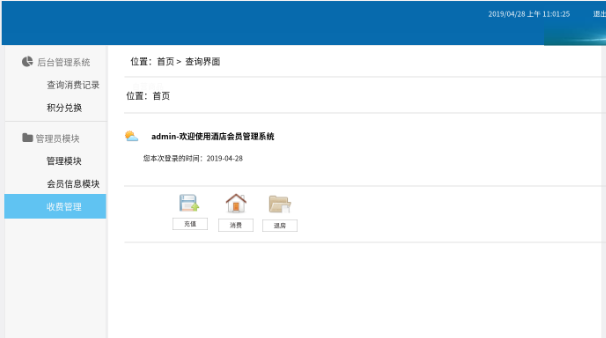 2019/04/28 上午 11:01:25 退出
后台管理系统
查询消费记录
积分兑换
管理员模块
管理模块
会员信息模块
收费管理
位置：首页 > 查询界面
位置：首页
admin-欢迎使用酒店会员管理系统
您本次登录的时间：2019-04-28
充值 消费 退房